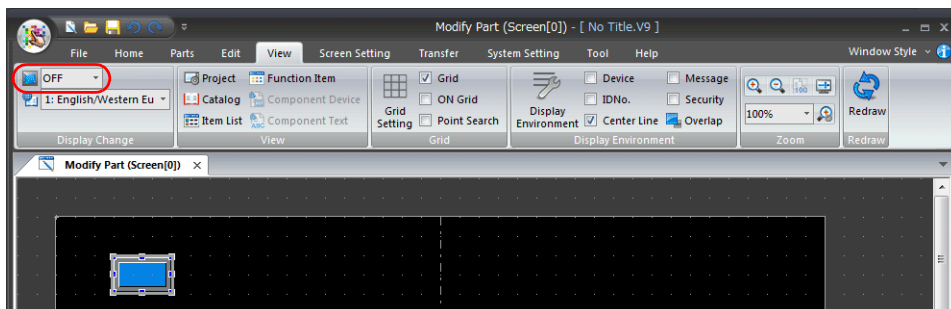 Modify Part (Screen[0]) - [ No Title.V9 ]
File Home Parts Edit View Screen Setting Transfer System Setting Tool Help Window Style
OFF Project Function Item Grid Device Message
1: English/Western Eu Catalog Component Device ON Grid IDNo. Security
Item List Component Text Grid Setting Point Search Display Environment Center Line Overlap 100% 100 Redraw
Display Change View Grid Display Environment Zoom Redraw
Modify Part (Screen[0]) X